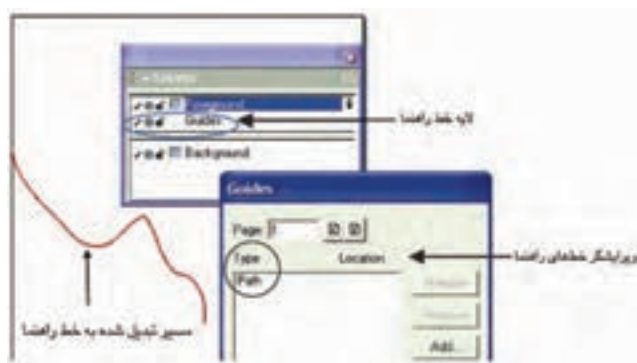 Foreground
Guides
لایه خط راهنما
Background
Guides
Page:
Type Location
ویرایشگر خط‌های راهنما
Path
مسیر تبدیل شده به خط راهنما
Add...